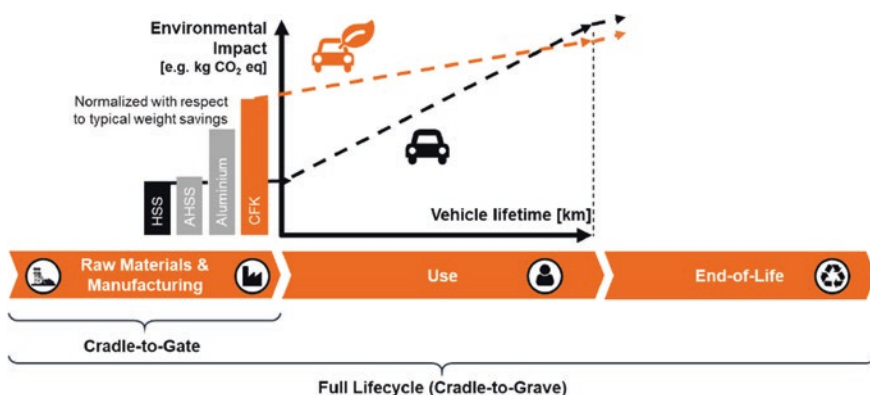 Environmental
Impact
[e.g. kg CO₂ eq]
Normalized with respect
to typical weight savings
HSS
AHSS
Aluminium
CFK
Vehicle lifetime [km]
Raw Materials &
Manufacturing
Use
End-of-Life
Cradle-to-Gate
Full Lifecycle (Cradle-to-Grave)